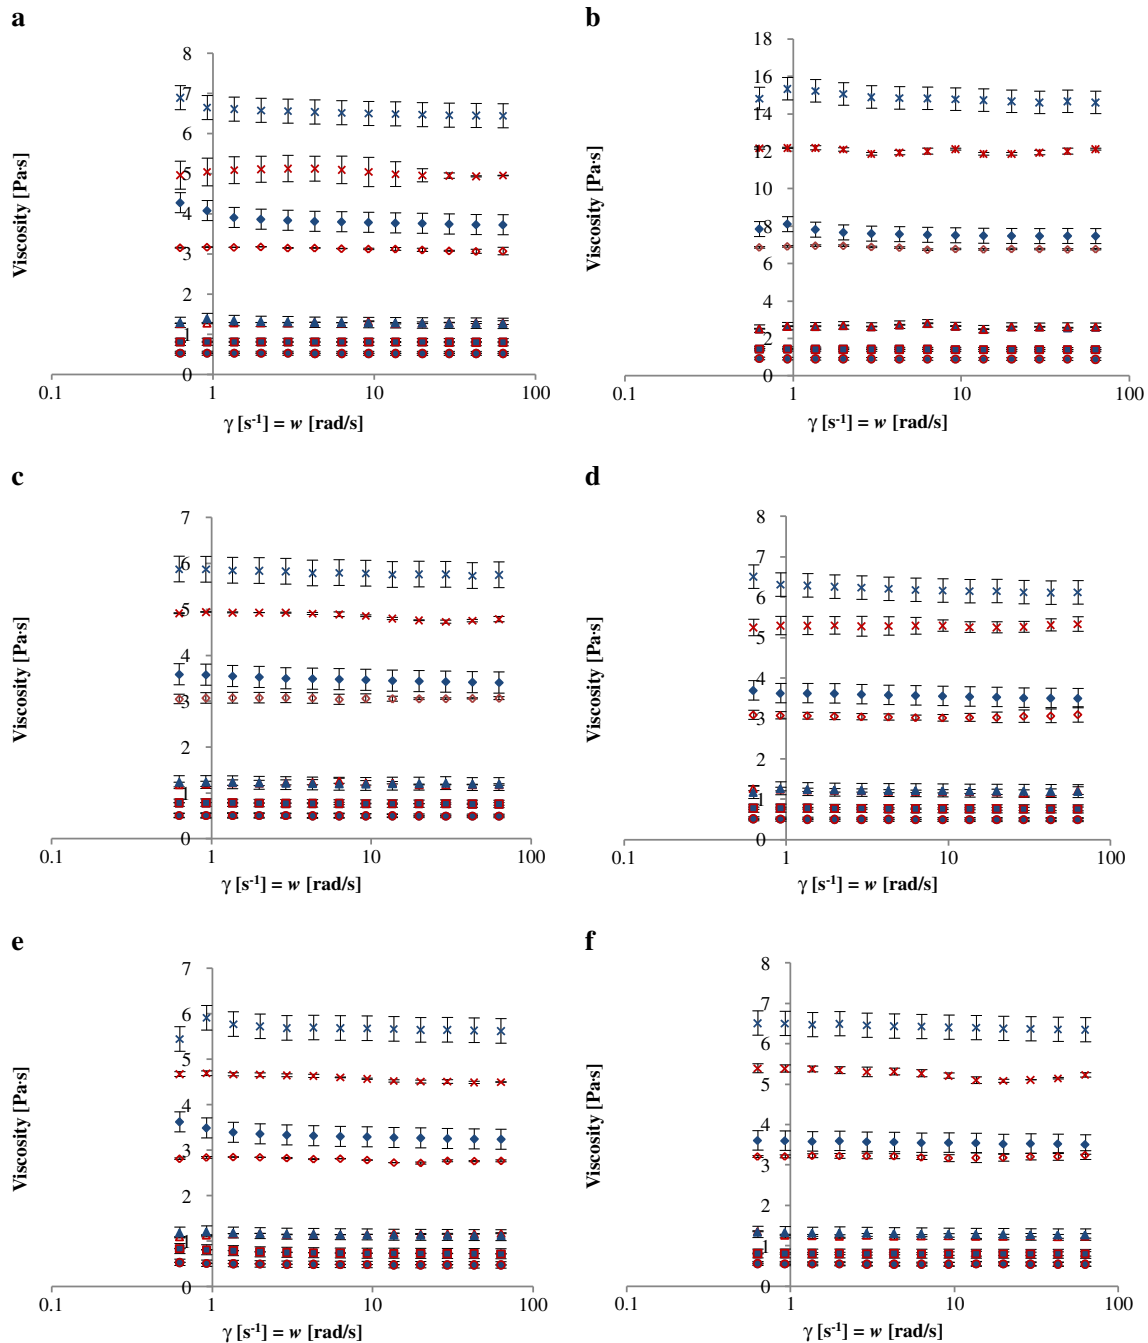 a
8
7
6
5
4
3
2
1
0
0.1 1 10 100
Viscosity [Pa·s]
γ [s-1] = w [rad/s]
b
18
16
14
12
10
8
6
4
2
0
0.1 1 10 100
Viscosity [Pa·s]
γ [s-1] = w [rad/s]
c
7
6
5
4
3
2
1
0
0.1 1 10 100
Viscosity [Pa·s]
γ [s-1] = w [rad/s]
d
8
7
6
5
4
3
2
1
0
0.1 1 10 100
Viscosity [Pa·s]
γ [s-1] = w [rad/s]
e
7
6
5
4
3
2
1
0
0.1 1 10 100
Viscosity [Pa·s]
γ [s-1] = w [rad/s]
f
8
7
6
5
4
3
2
1
0
0.1 1 10 100
Viscosity [Pa·s]
γ [s-1] = w [rad/s]